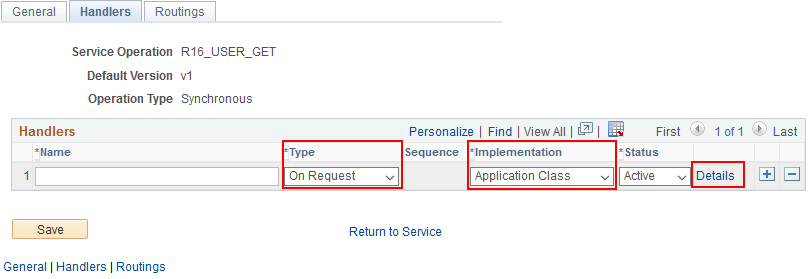 General Handlers Routings
Service Operation R16_USER_GET
Default Version v1
Operation Type Synchronous
Handlers Personalize | Find | View All | | First 1 of 1 Last
*Name *Type Sequence *Implementation *Status
1 On Request Application Class Active Details
Save Return to Service
General | Handlers | Routings